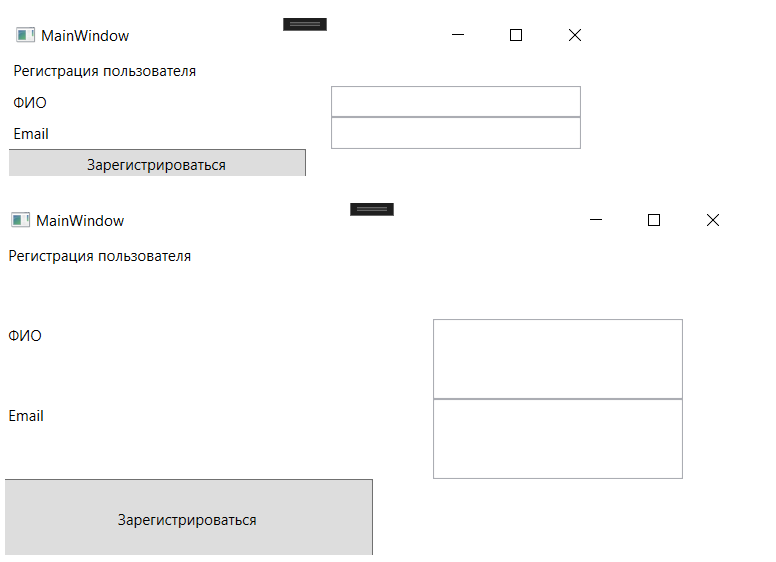 MainWindow
Регистрация пользователя
ФИО
Email
Зарегистрироваться
MainWindow
Регистрация пользователя
ФИО
Email
Зарегистрироваться